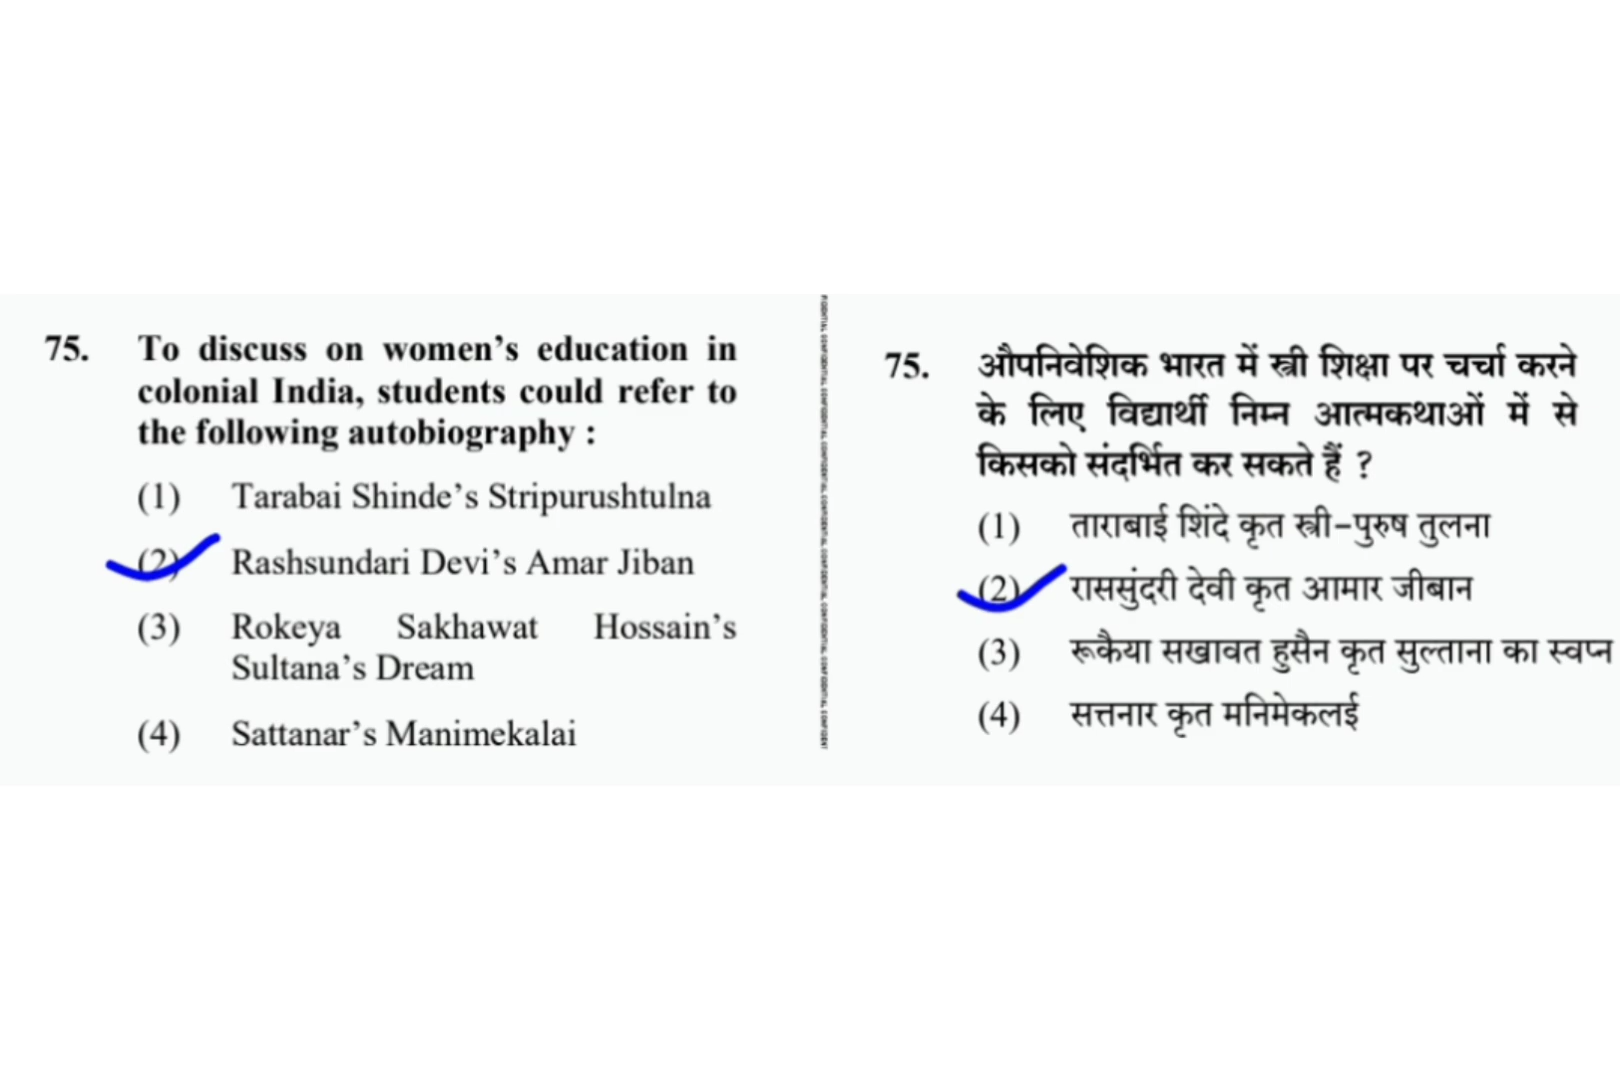 75. To discuss on women's education in
colonial India, students could refer to
the following autobiography :
(1) Tarabai Shinde's Stripurushtulna
(2) Rashsundari Devi's Amar Jiban
(3) Rokeya Sakhawat Hossain's
Sultana's Dream
(4) Sattanar's Manimekalai
75. औपनिवेशिक भारत में स्त्री शिक्षा पर चर्चा करने
के लिए विद्यार्थी निम्न आत्मकथाओं में से
किसको संदर्भित कर सकते हैं ?
(1) ताराबाई शिंदे कृत स्त्री–पुरुष तुलना
(2) राससुंदरी देवी कृत आमार जीबान
(3) रूकैया सखावत हुसैन कृत सुल्ताना का स्वप्न
(4) सत्तनार कृत मनिमेकलई